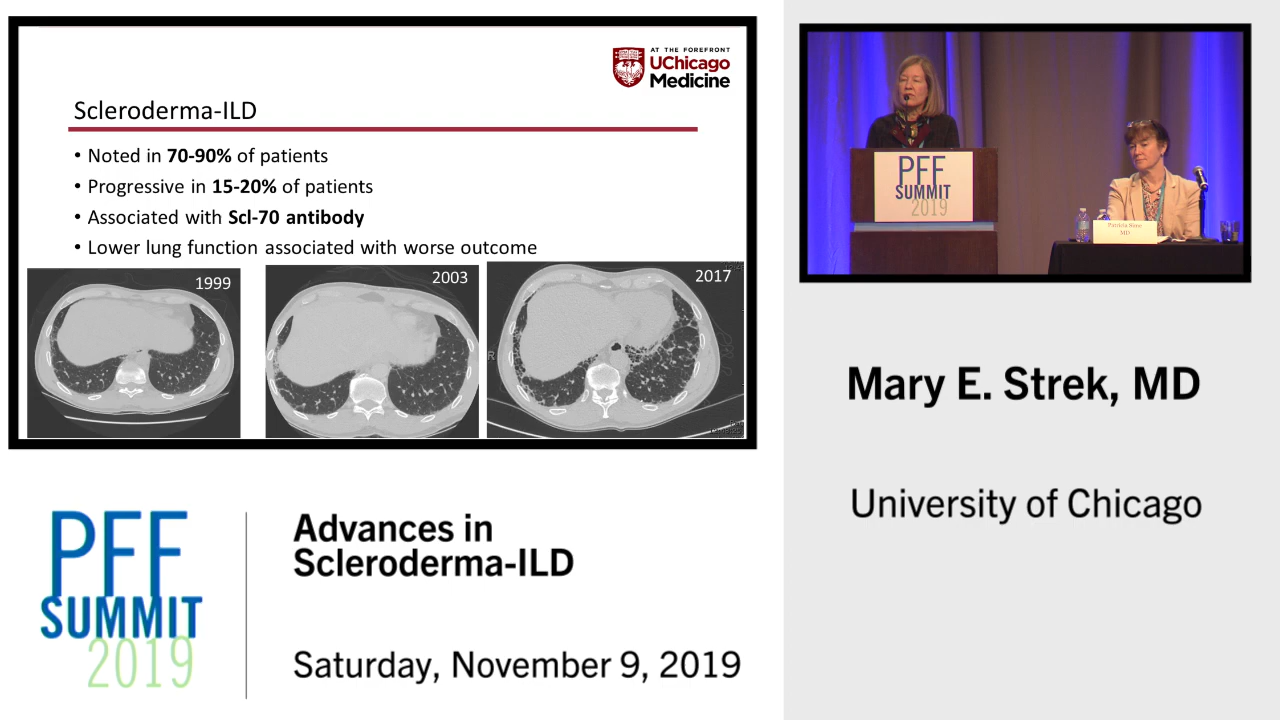 AT THE FOREFRONT
UChicago
Medicine
Scleroderma-ILD
• Noted in 70-90% of patients
• Progressive in 15-20% of patients
• Associated with Scl-70 antibody
• Lower lung function associated with worse outcome
1999
2003
2017
R
PFF
SUMMIT
2019
MD
Mary E. Strek, MD
University of Chicago
PFF
SUMMIT
2019
Advances in
Scleroderma-ILD
Saturday, November 9, 2019